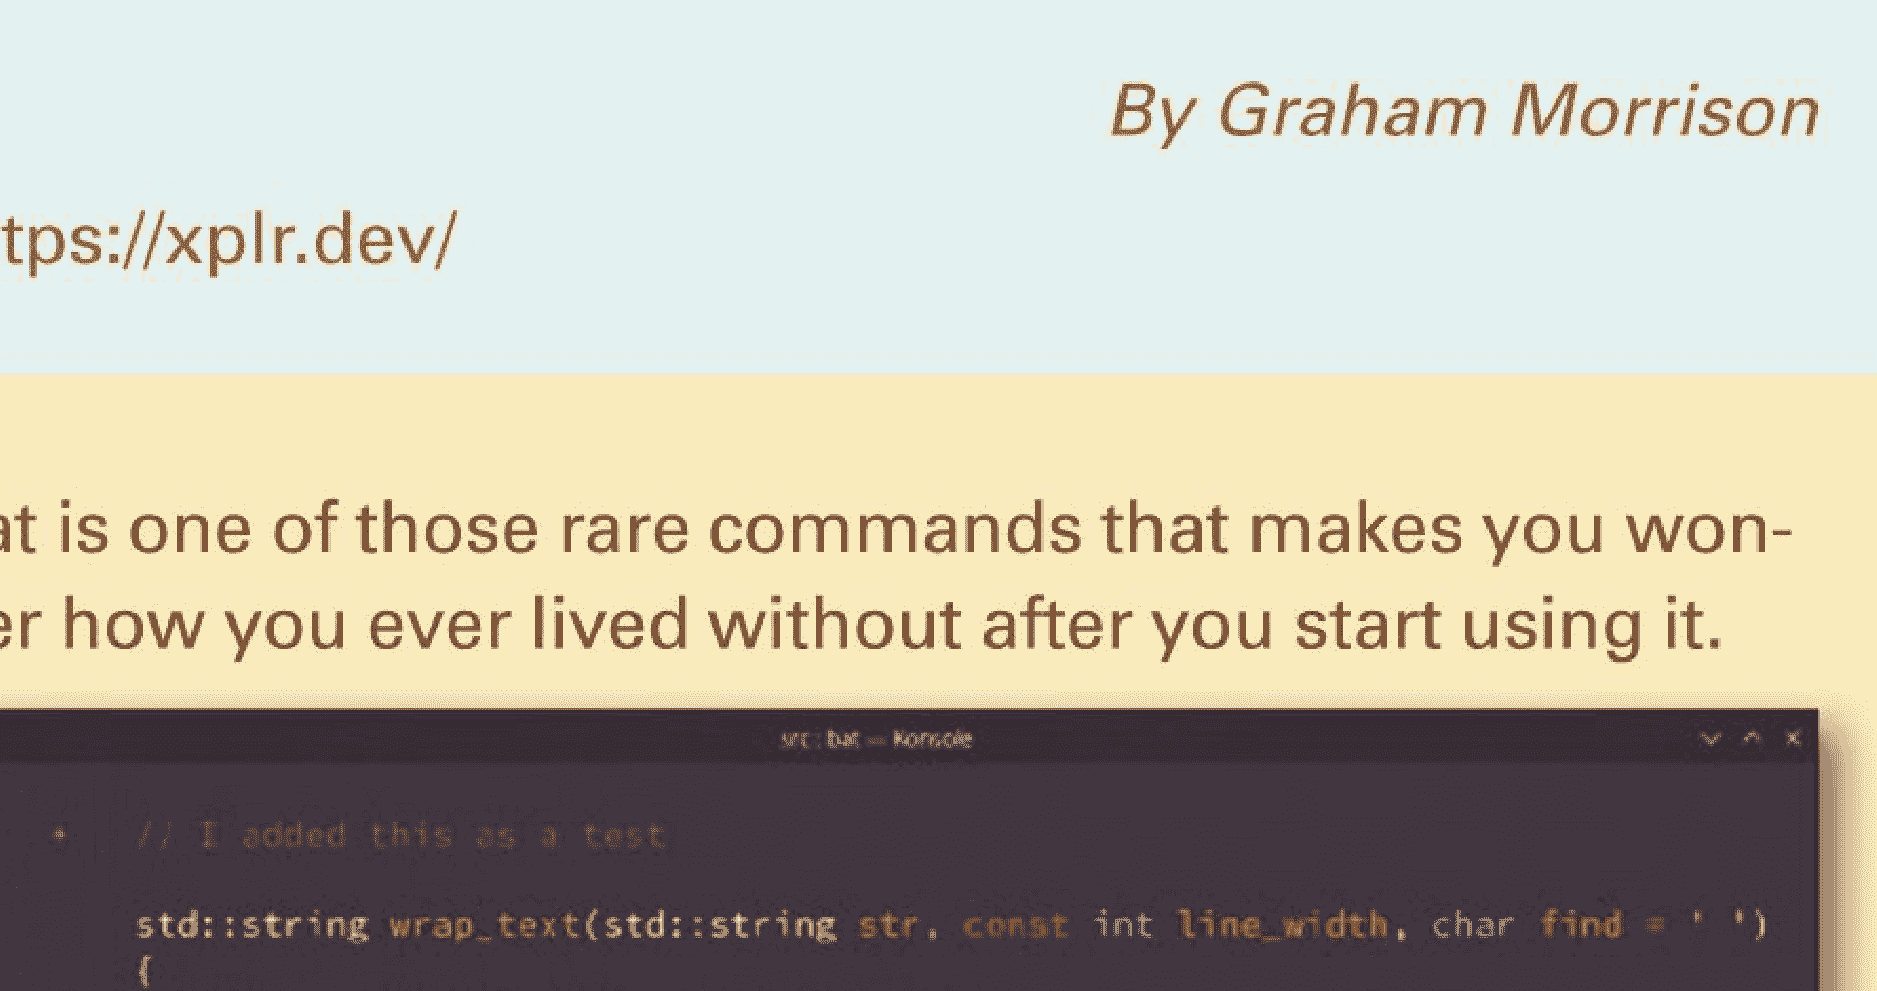 By Graham Morrison
tps://xplr.dev/
at is one of those rare commands that makes you won-
er how you ever lived without after you start using it.
src: bat — Konsole
+ // I added this as a test
std::string wrap_text(std::string str, const int line_width, char find = ' ')
{